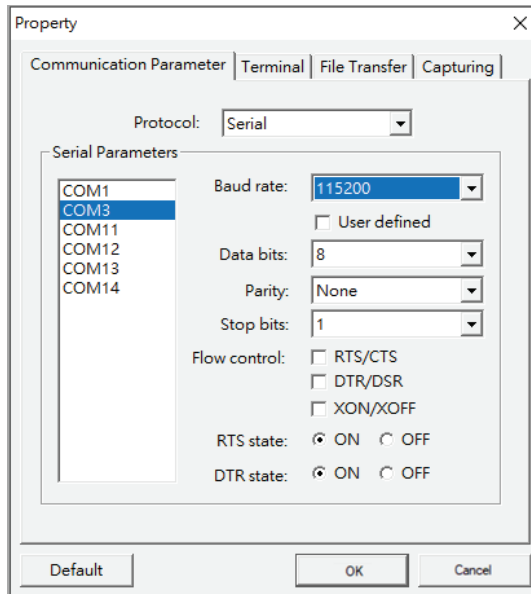 Property
Communication Parameter Terminal File Transfer Capturing
Protocol: Serial
Serial Parameters
COM1
COM3
COM11
COM12
COM13
COM14
Baud rate: 115200
User defined
Data bits: 8
Parity: None
Stop bits: 1
Flow control: RTS/CTS
DTR/DSR
XON/XOFF
RTS state: ON OFF
DTR state: ON OFF
Default OK Cancel